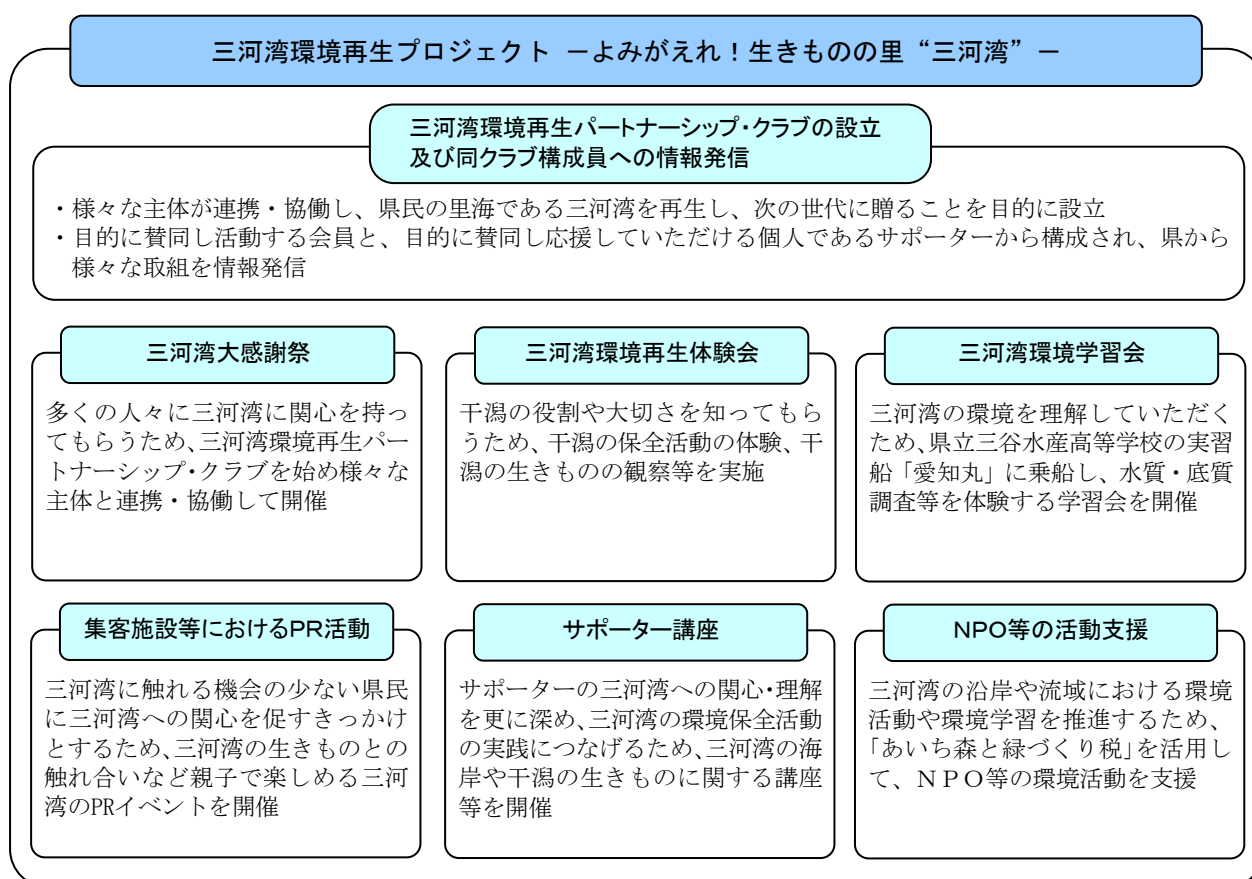 三河湾環境再生プロジェクト －よみがえれ！生きものの里“三河湾”－
三河湾環境再生パートナーシップ・クラブの設立
及び同クラブ構成員への情報発信
・様々な主体が連携・協働し、県民の里海である三河湾を再生し、次の世代に贈ることを目的に設立
・目的に賛同し活動する会員と、目的に賛同し応援していただける個人であるサポーターから構成され、県から
様々な取組を情報発信
三河湾大感謝祭
多くの人々に三河湾に関心を持っ
てもらうため、三河湾環境再生パー
トナーシップ・クラブを始め様々な
主体と連携・協働して開催
三河湾環境再生体験会
干潟の役割や大切さを知ってもら
うため、干潟の保全活動の体験、干
潟の生きものの観察等を実施
三河湾環境学習会
三河湾の環境を理解していただく
ため、県立三谷水産高等学校の実習
船「愛知丸」に乗船し、水質・底質
調査等を体験する学習会を開催
集客施設等におけるPR活動
三河湾に触れる機会の少ない県民
に三河湾への関心を促すきっかけ
とするため、三河湾の生きものとの
触れ合いなど親子で楽しめる三河
湾のPRイベントを開催
サポーター講座
サポーターの三河湾への関心・理解
を更に深め、三河湾の環境保全活動
の実践につなげるため、三河湾の海
岸や干潟の生きものに関する講座
等を開催
NPO等の活動支援
三河湾の沿岸や流域における環境
活動や環境学習を推進するため、
「あいち森と緑づくり税」を活用し
て、ＮＰＯ等の環境活動を支援